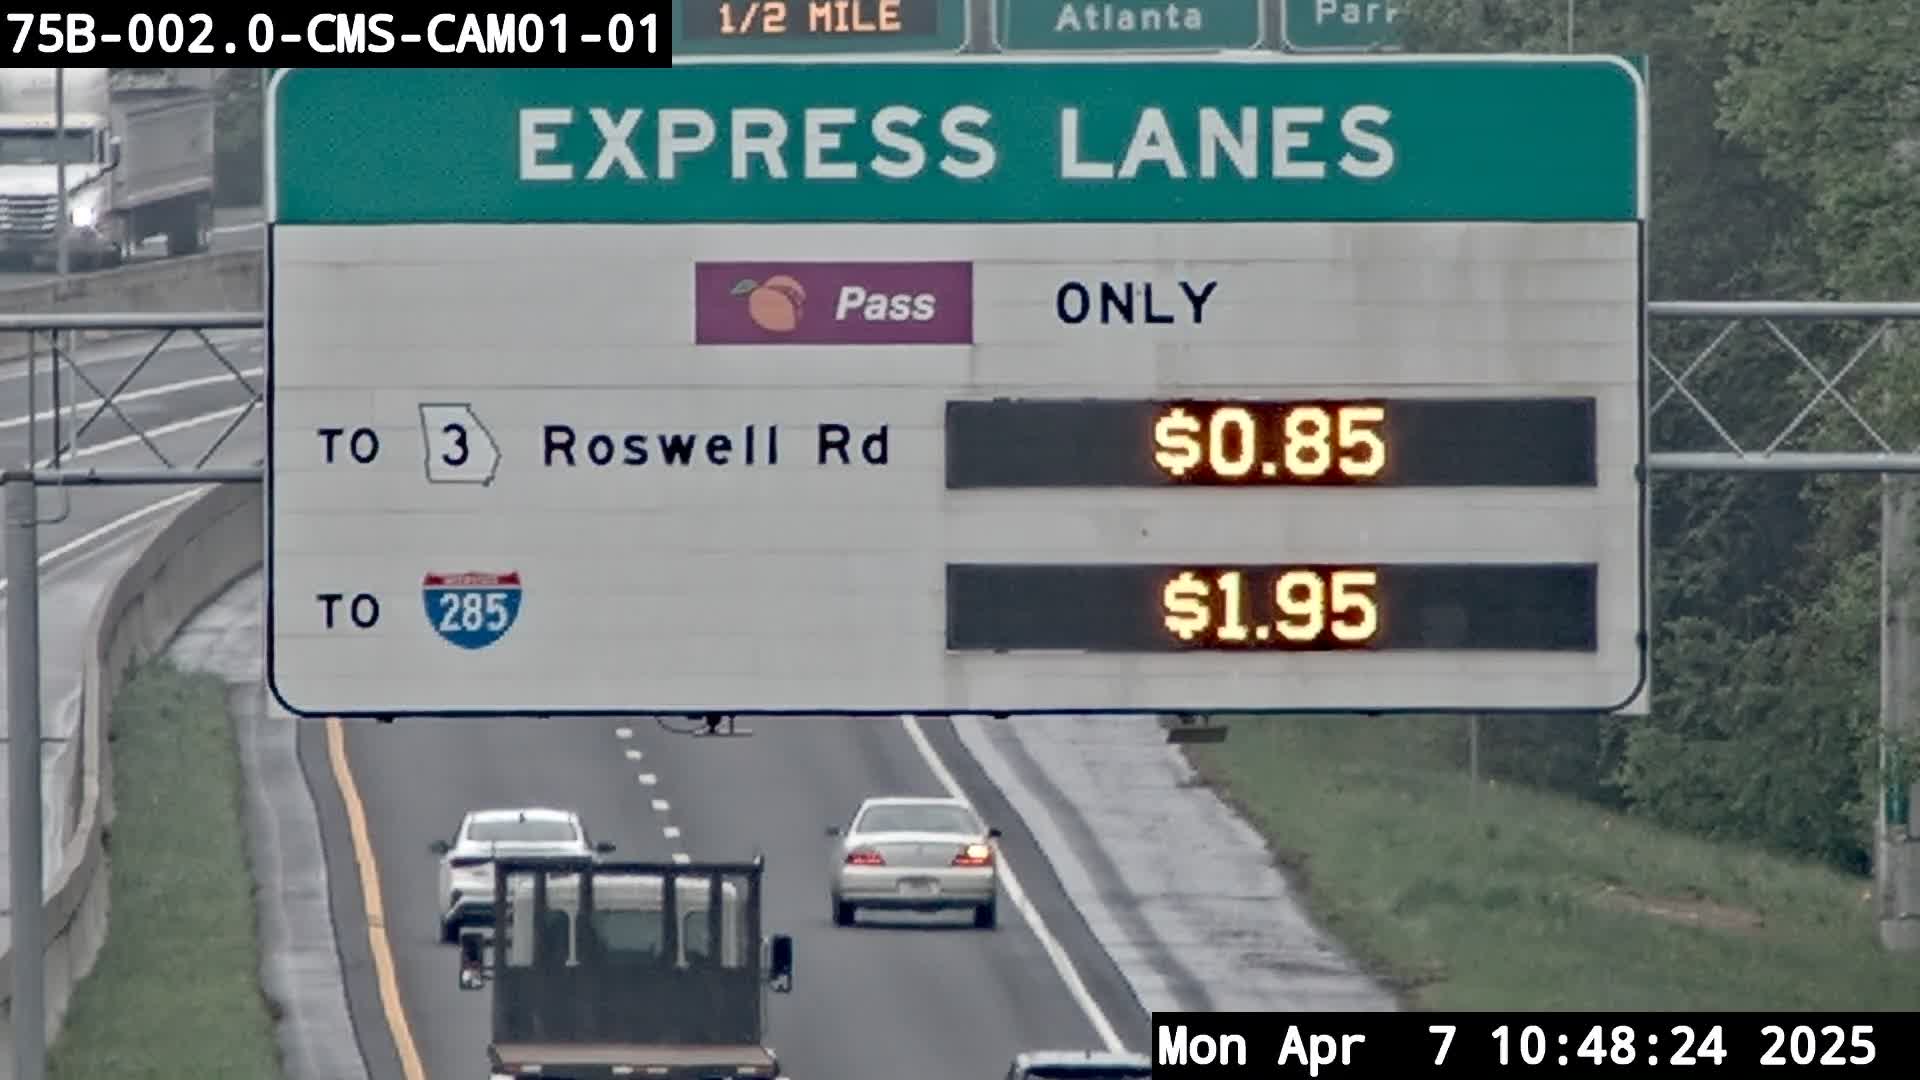 75B-002.0-CMS-CAM01-01
1/2 MILE
Atlanta
EXPRESS LANES
Pass ONLY
TO 3 Roswell Rd $0.85
TO 285 $1.95
Mon Apr 7 10:48:24 2025